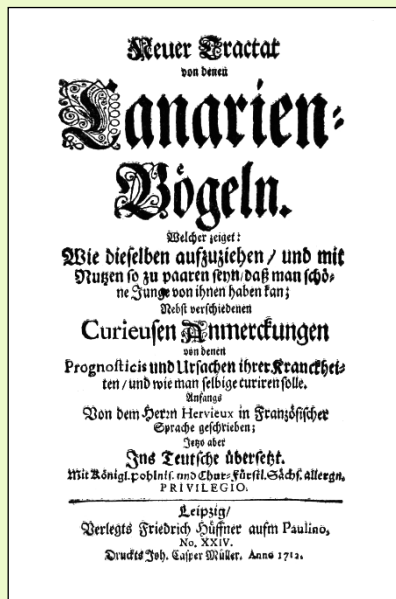 Neuer Tractat
von denen
Canarien-
Vögeln.
Welcher zeiget:
Wie dieselben aufzuziehen / und mit
Nutzen so zu paaren seyn / daß man schö-
ne Junge von ihnen haben kan;
Nebst verschiedenen
Curieusen Anmerckungen
von denen
Prognosticis und Ursachen ihrer Kranckhei-
ten / und wie man selbige curiren solle.
Anfangs
Von dem Herrn Hervieux in Französischer
Sprache geschrieben;
Jetzo aber
Ins Teutsche übersetzt.
Mit Königl. Pohlnis. und Chur-Fürstl. Sächs. allergn.
PRIVILEGIO.
Leipzig /
Verlegts Friedrich Hüffner aufm Paulino,
No. XXIV.
Druckts Joh. Casper Müller. Anno 1712.